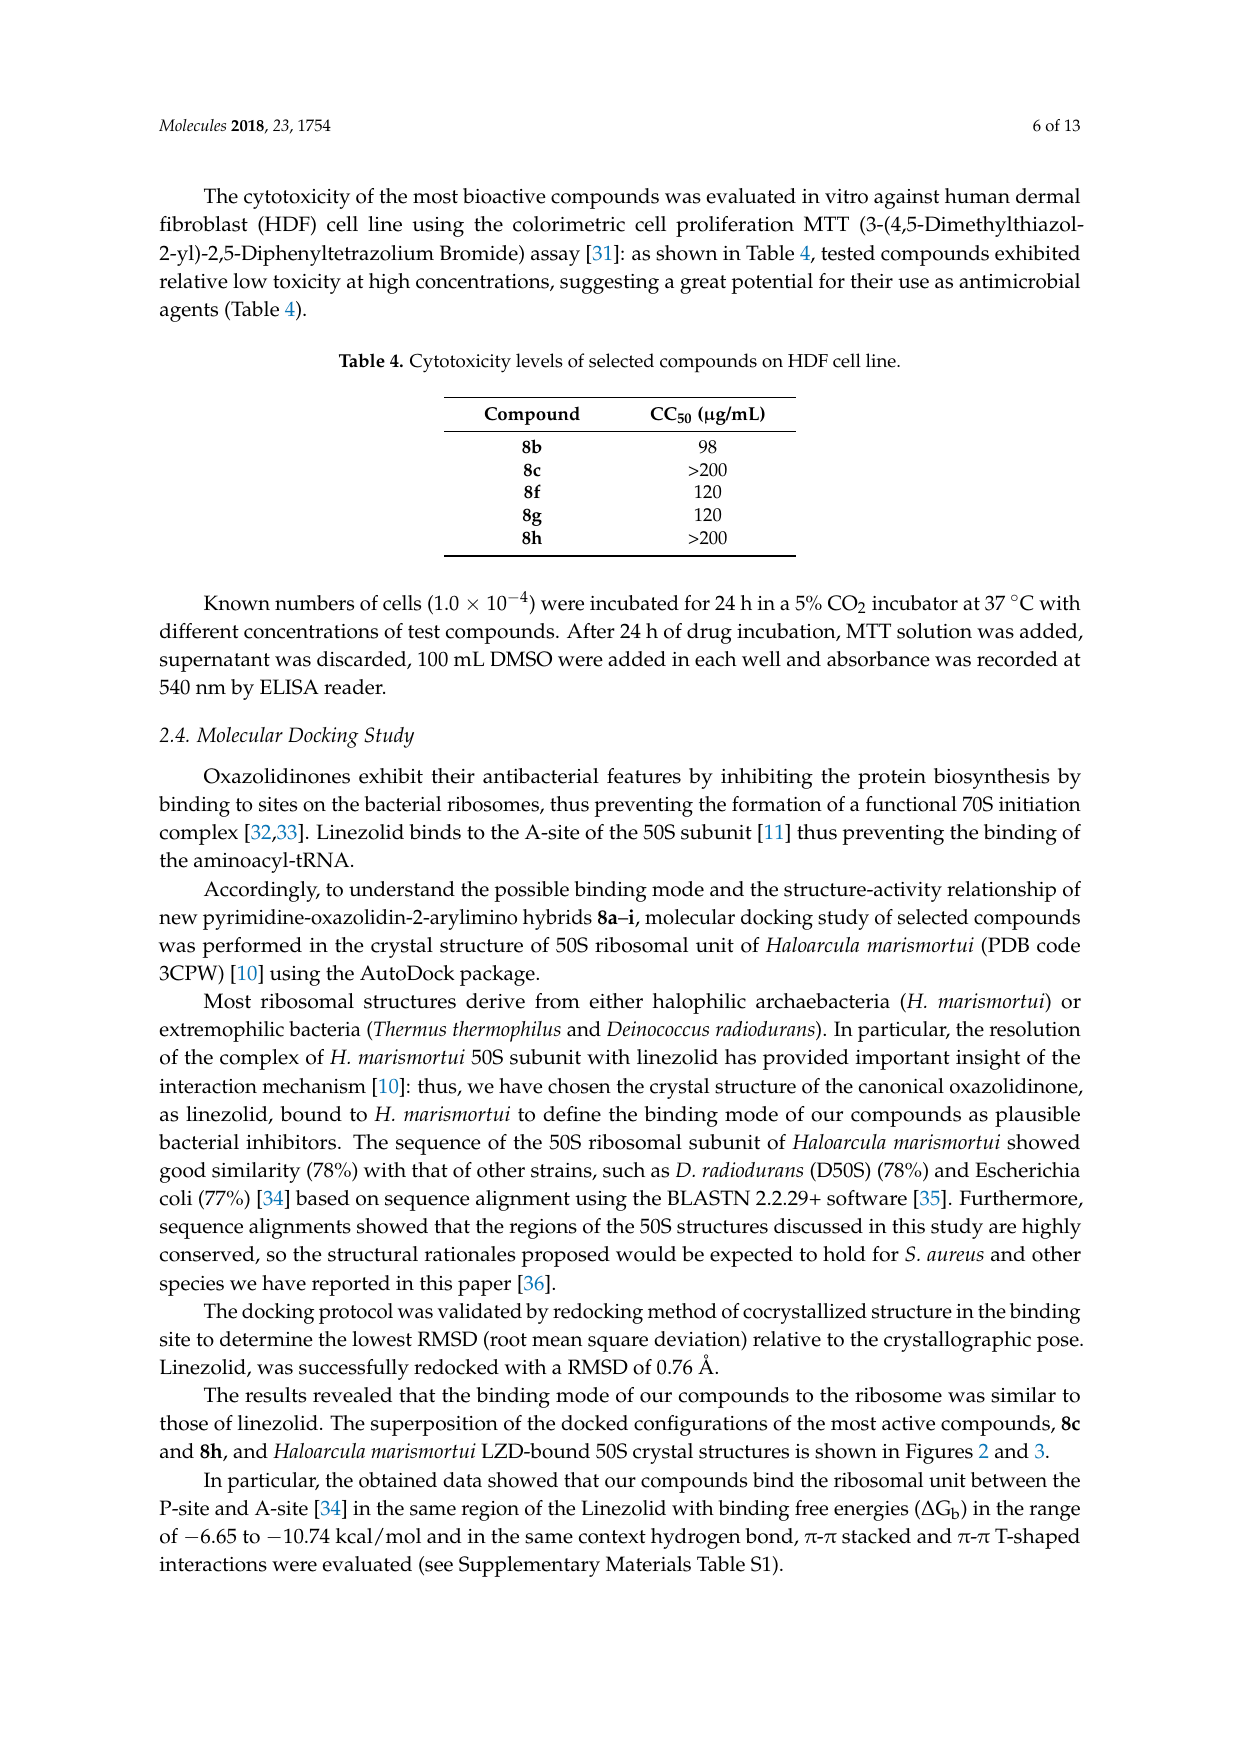 Molecules 2018, 23, 1754
6 of 13
The cytotoxicity of the most bioactive compounds was evaluated in vitro against human dermal
fibroblast (HDF) cell line using the colorimetric cell proliferation MTT (3-(4,5-Dimethylthiazol-
2-yl)-2,5-Diphenyltetrazolium Bromide) assay [31]: as shown in Table 4, tested compounds exhibited
relative low toxicity at high concentrations, suggesting a great potential for their use as antimicrobial
agents (Table 4).
Table 4. Cytotoxicity levels of selected compounds on HDF cell line.
Compound CC50 (µg/mL)
8b 98
8c >200
8f 120
8g 120
8h >200
Known numbers of cells (1.0 × 10−4) were incubated for 24 h in a 5% CO2 incubator at 37 °C with
different concentrations of test compounds. After 24 h of drug incubation, MTT solution was added,
supernatant was discarded, 100 mL DMSO were added in each well and absorbance was recorded at
540 nm by ELISA reader.
2.4. Molecular Docking Study
Oxazolidinones exhibit their antibacterial features by inhibiting the protein biosynthesis by
binding to sites on the bacterial ribosomes, thus preventing the formation of a functional 70S initiation
complex [32,33]. Linezolid binds to the A-site of the 50S subunit [11] thus preventing the binding of
the aminoacyl-tRNA.
Accordingly, to understand the possible binding mode and the structure-activity relationship of
new pyrimidine-oxazolidin-2-arylimino hybrids 8a–i, molecular docking study of selected compounds
was performed in the crystal structure of 50S ribosomal unit of Haloarcula marismortui (PDB code
3CPW) [10] using the AutoDock package.
Most ribosomal structures derive from either halophilic archaebacteria (H. marismortui) or
extremophilic bacteria (Thermus thermophilus and Deinococcus radiodurans). In particular, the resolution
of the complex of H. marismortui 50S subunit with linezolid has provided important insight of the
interaction mechanism [10]: thus, we have chosen the crystal structure of the canonical oxazolidinone,
as linezolid, bound to H. marismortui to define the binding mode of our compounds as plausible
bacterial inhibitors. The sequence of the 50S ribosomal subunit of Haloarcula marismortui showed
good similarity (78%) with that of other strains, such as D. radiodurans (D50S) (78%) and Escherichia
coli (77%) [34] based on sequence alignment using the BLASTN 2.2.29+ software [35]. Furthermore,
sequence alignments showed that the regions of the 50S structures discussed in this study are highly
conserved, so the structural rationales proposed would be expected to hold for S. aureus and other
species we have reported in this paper [36].
The docking protocol was validated by redocking method of cocrystallized structure in the binding
site to determine the lowest RMSD (root mean square deviation) relative to the crystallographic pose.
Linezolid, was successfully redocked with a RMSD of 0.76 Å.
The results revealed that the binding mode of our compounds to the ribosome was similar to
those of linezolid. The superposition of the docked configurations of the most active compounds, 8c
and 8h, and Haloarcula marismortui LZD-bound 50S crystal structures is shown in Figures 2 and 3.
In particular, the obtained data showed that our compounds bind the ribosomal unit between the
P-site and A-site [34] in the same region of the Linezolid with binding free energies (ΔGb) in the range
of −6.65 to −10.74 kcal/mol and in the same context hydrogen bond, π-π stacked and π-π T-shaped
interactions were evaluated (see Supplementary Materials Table S1).